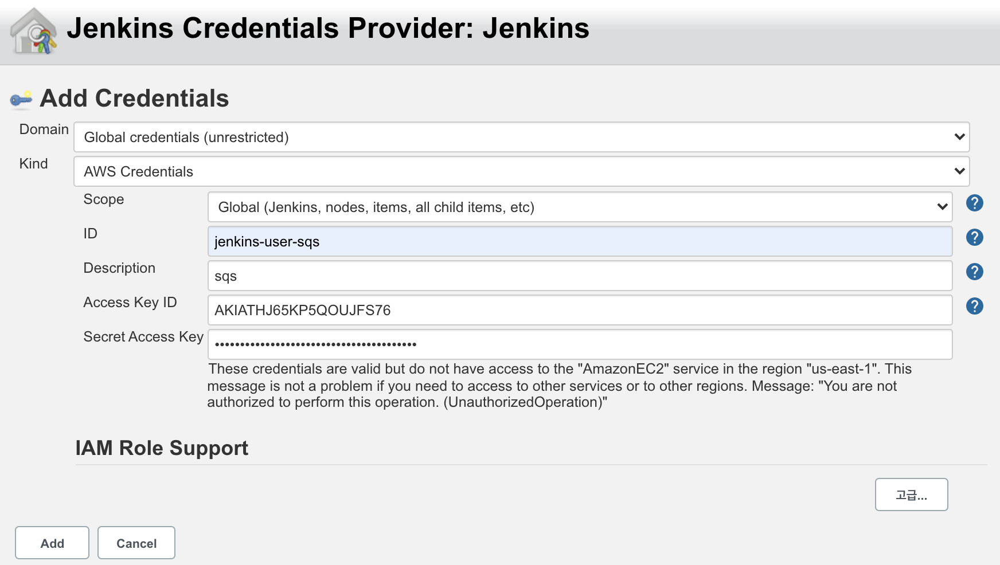 Jenkins Credentials Provider: Jenkins
Add Credentials
Domain
Global credentials (unrestricted)
Kind
AWS Credentials
Scope
Global (Jenkins, nodes, items, all child items, etc)
ID
jenkins-user-sqs
Description
sqs
Access Key ID
AKIATHJ65KP5QOUJFS76
Secret Access Key
••••••••••••••••••••••••••••••••••••••••
These credentials are valid but do not have access to the "AmazonEC2" service in the region "us-east-1". This
message is not a problem if you need to access to other services or to other regions. Message: "You are not
authorized to perform this operation. (UnauthorizedOperation)"
IAM Role Support
고급...
Add
Cancel